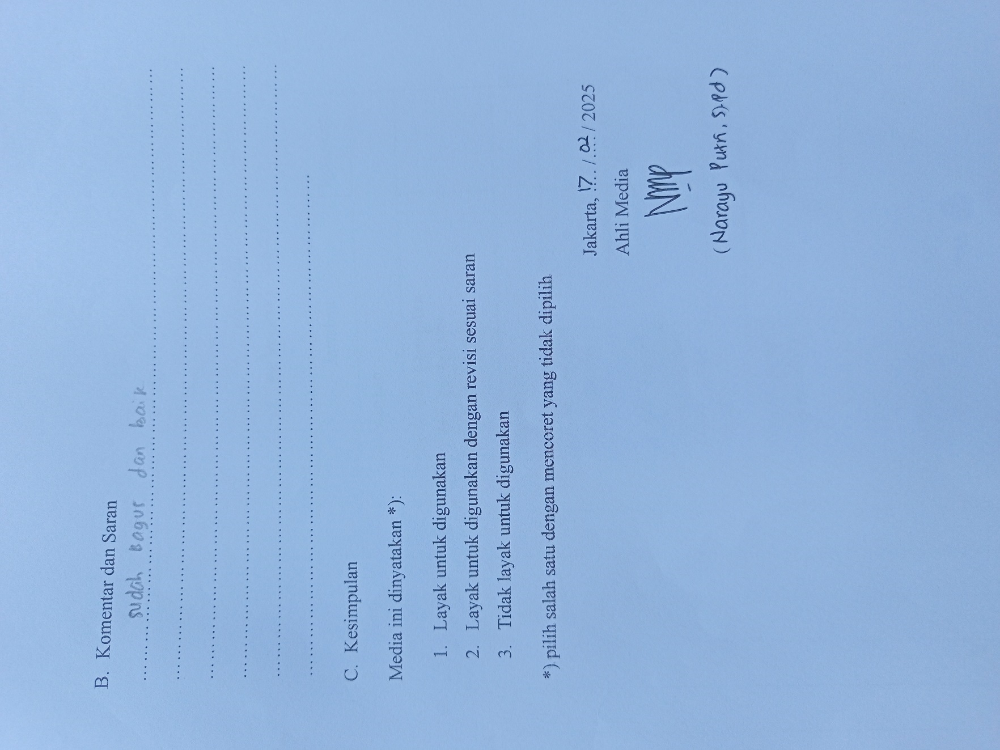 B. Komentar dan Saran
sudah Bagus dan baik
C. Kesimpulan
Media ini dinyatakan *):
1. Layak untuk digunakan
2. Layak untuk digunakan dengan revisi sesuai saran
3. Tidak layak untuk digunakan
*) pilih salah satu dengan mencoret yang tidak dipilih
Jakarta, 17 / 02 / 2025
Ahli Media
(Narayu Putri, S.Pd)